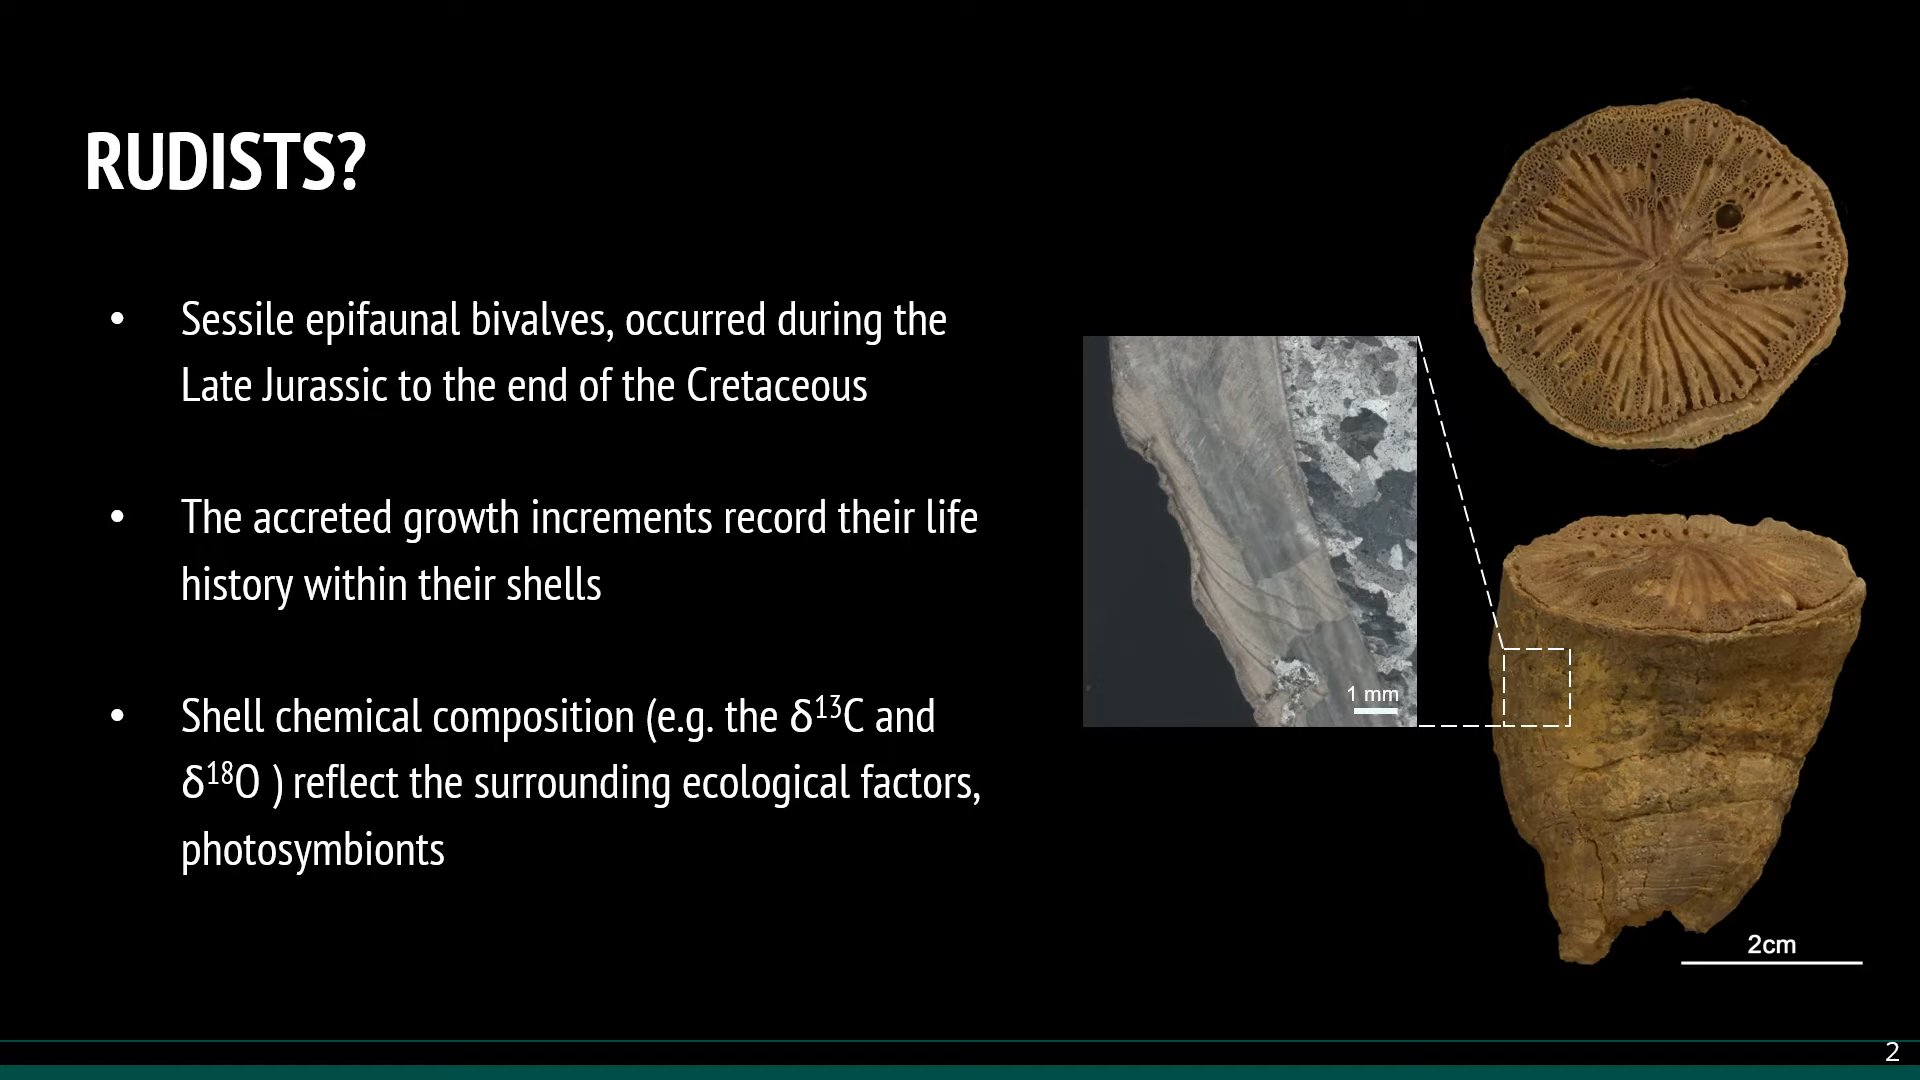 RUDISTS?
• Sessile epifaunal bivalves, occurred during the
Late Jurassic to the end of the Cretaceous
• The accreted growth increments record their life
history within their shells
• Shell chemical composition (e.g. the δ¹³C and
δ¹⁸O ) reflect the surrounding ecological factors,
photosymbionts
1 mm
2cm
2